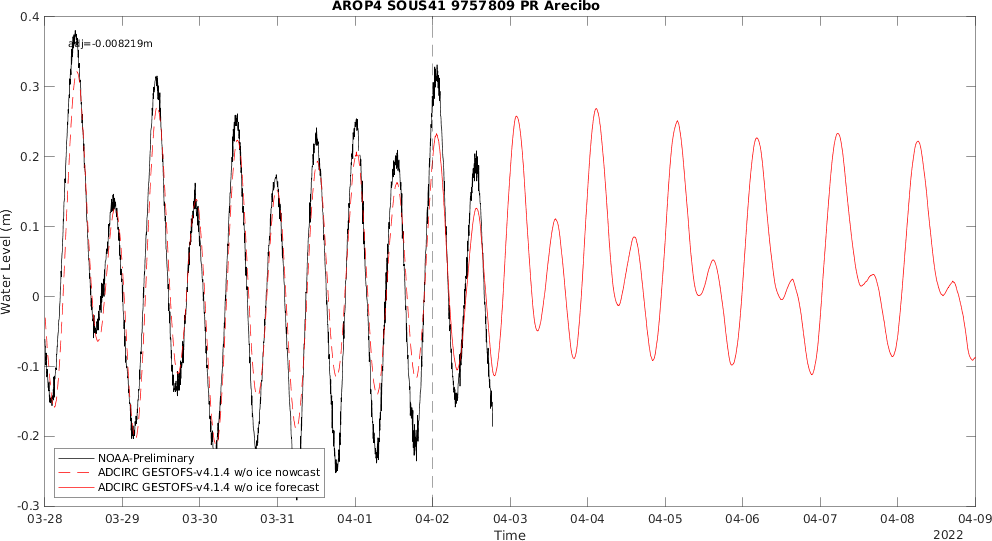 AROP4 SOUS41 9757809 PR Arecibo
adj=-0.008219m
Water Level (m)
0.4
0.3
0.2
0.1
0
-0.1
-0.2
-0.3
NOAA-Preliminary
ADCIRC GESTOFS-v4.1.4 w/o ice nowcast
ADCIRC GESTOFS-v4.1.4 w/o ice forecast
03-28 03-29 03-30 03-31 04-01 04-02 04-03 04-04 04-05 04-06 04-07 04-08 04-09
Time
2022